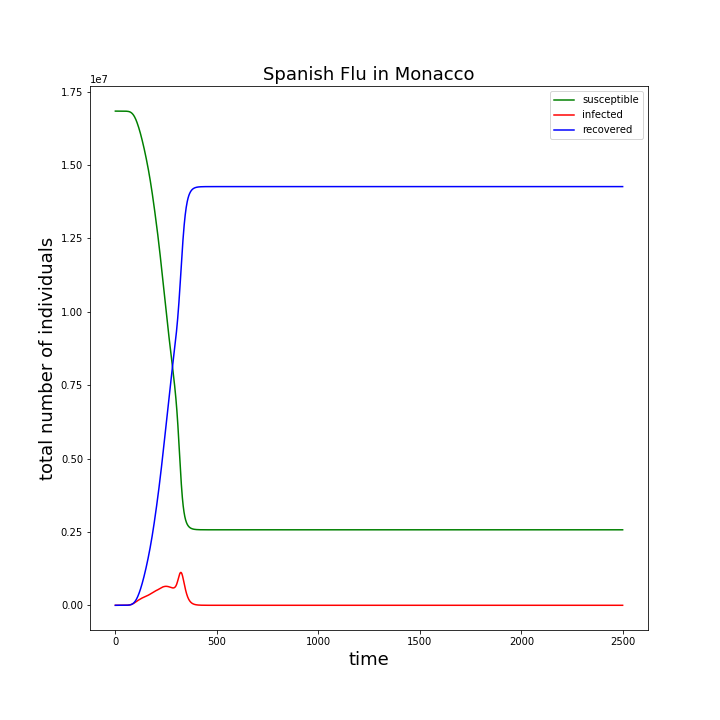 Spanish Flu in Monacco
1e7
susceptible
infected
recovered
1.75
1.50
1.25
1.00
0.75
0.50
0.25
0.00
total number of individuals
0 500 1000 1500 2000 2500
time